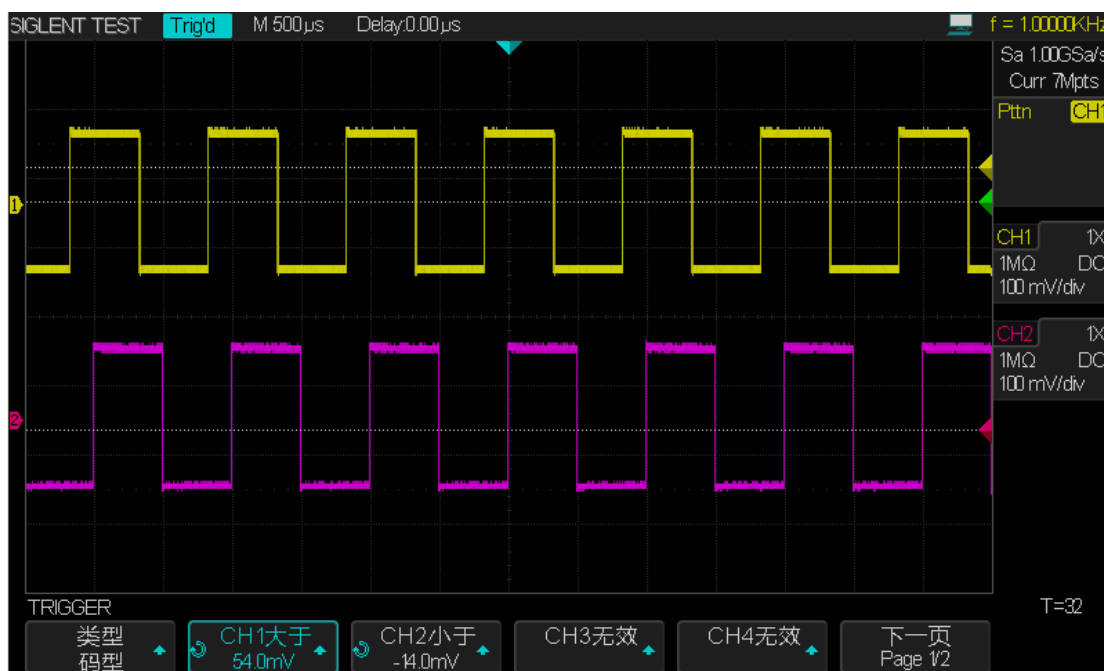 SIGLENT TEST Trig'd M 500µs Delay:0.00µs f = 1.00000KHz
Sa 1.00GSa/s
Curr 7Mpts
Pttn CH1
1
CH1 1X
1MΩ DC
100 mV/div
CH2 1X
1MΩ DC
100 mV/div
2
TRIGGER T=32
类型 CH1大于 CH2小于 CH3无效 CH4无效 下一页
码型 54.0mV -14.0mV Page 1/2